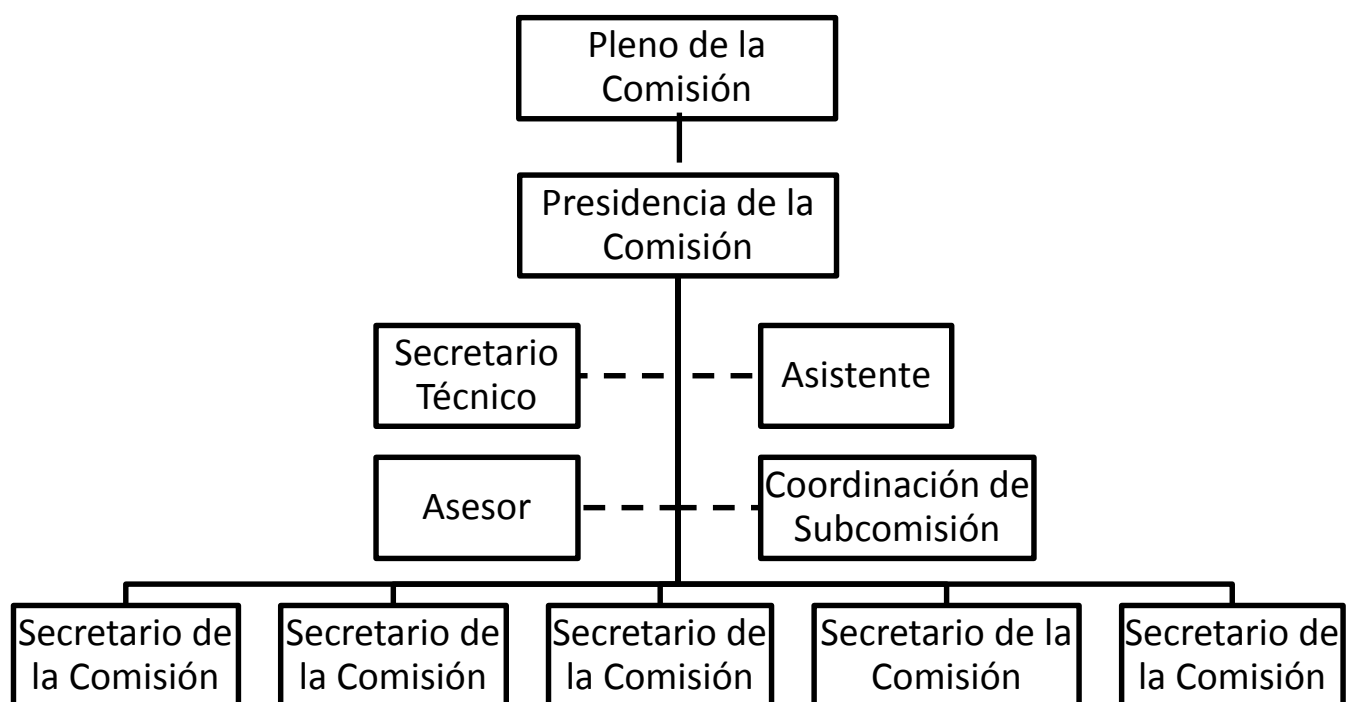 Pleno de la
Comisión
Presidencia de la
Comisión
Secretario
Técnico
Asistente
Asesor
Coordinación de
Subcomisión
Secretario de
la Comisión
Secretario de
la Comisión
Secretario de
la Comisión
Secretario de la
Comisión
Secretario de
la Comisión